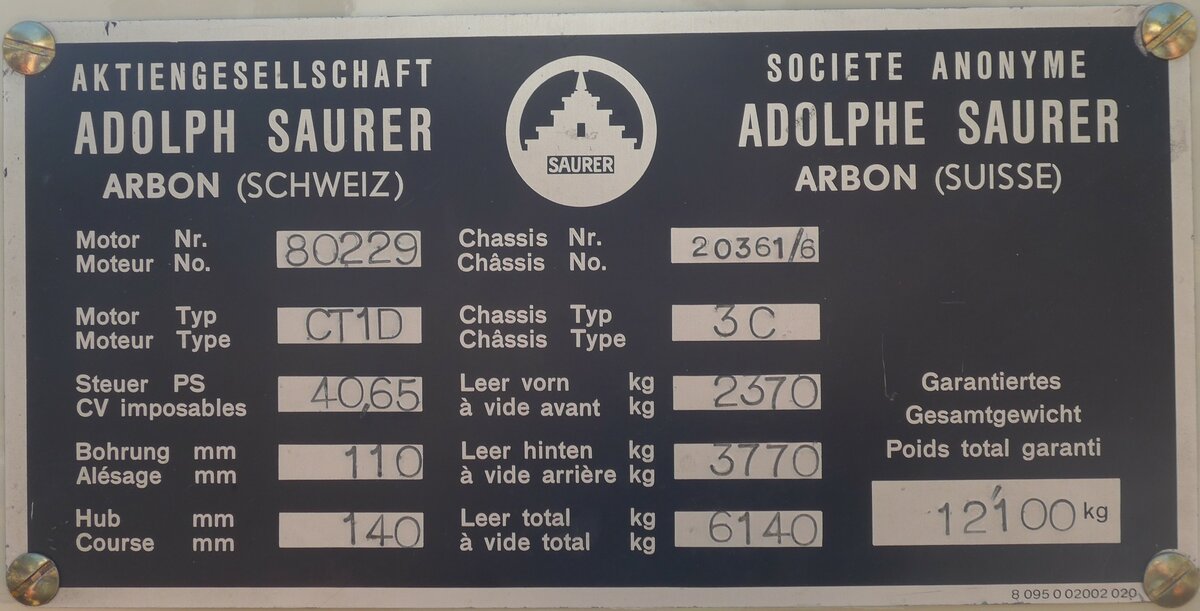 AKTIENGESELLSCHAFT
ADOLPH SAURER
ARBON (SCHWEIZ)
SAURER
SOCIETE ANONYME
ADOLPHE SAURER
ARBON (SUISSE)
Motor Nr.
Moteur No.
80229
Motor Typ
Moteur Type
CT1D
Steuer PS
CV imposables
40,65
Bohrung mm
Alésage mm
110
Hub mm
Course mm
140
Chassis Nr.
Châssis No.
20361/6
Chassis Typ
Châssis Type
3C
Leer vorn kg
à vide avant kg
2370
Leer hinten kg
à vide arrière kg
3770
Leer total kg
à vide total kg
6140
Garantiertes
Gesamtgewicht
Poids total garanti
12'100 kg
8 095 0 02002 020